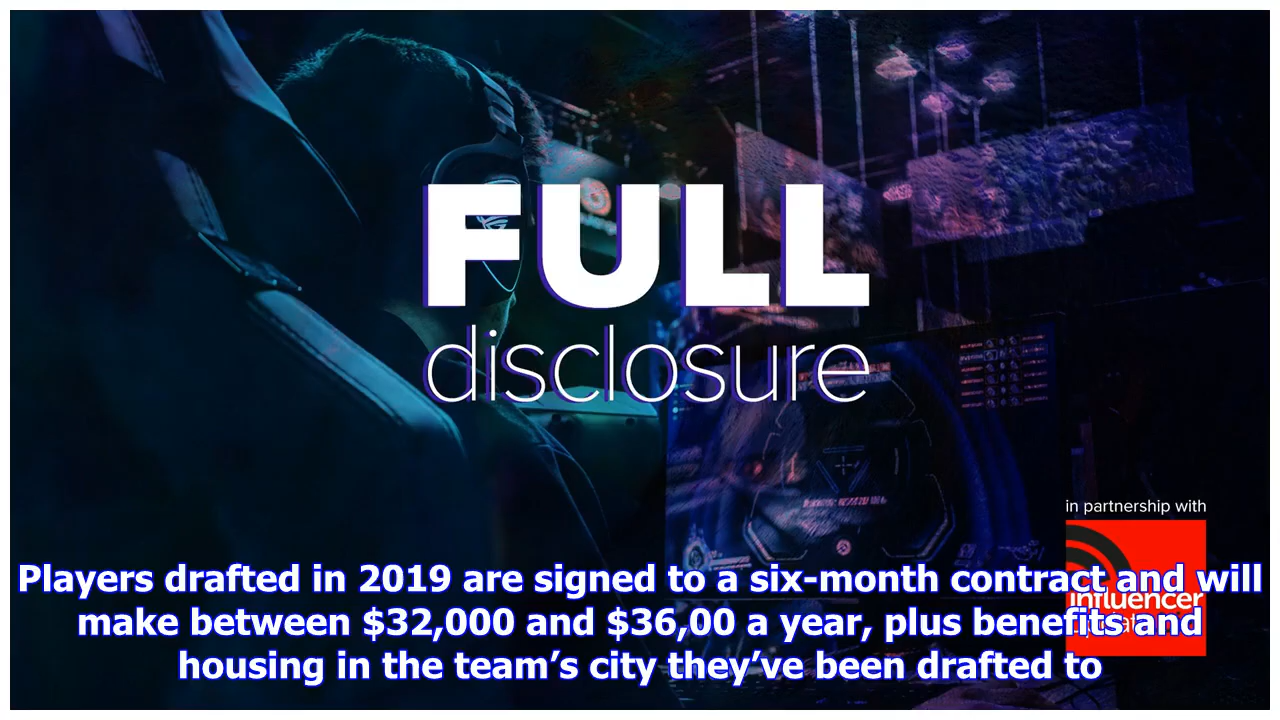 FULL
disclosure
in partnership with
influencer
Players drafted in 2019 are signed to a six-month contract and will
make between $32,000 and $36,00 a year, plus benefits and
housing in the team’s city they’ve been drafted to